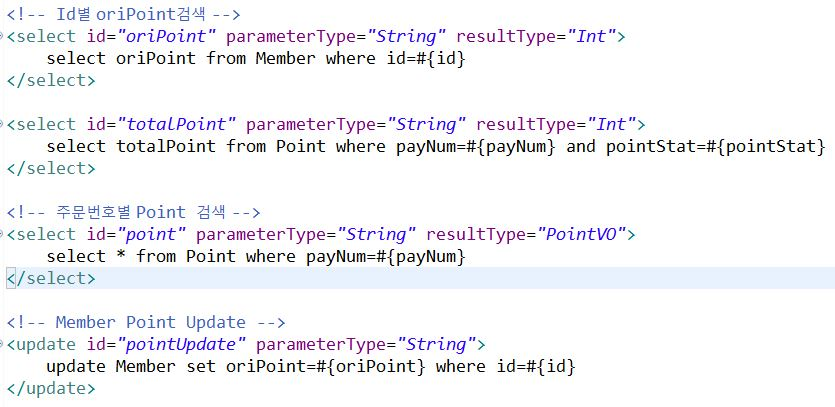 <!-- Id별 oriPoint검색 -->
<select id="oriPoint" parameterType="String" resultType="Int">
select oriPoint from Member where id=#{id}
</select>
<select id="totalPoint" parameterType="String" resultType="Int">
select totalPoint from Point where payNum=#{payNum} and pointStat=#{pointStat}
</select>
<!-- 주문번호별 Point 검색 -->
<select id="point" parameterType="String" resultType="PointVO">
select * from Point where payNum=#{payNum}
</select>
<!-- Member Point Update -->
<update id="pointUpdate" parameterType="String">
update Member set oriPoint=#{oriPoint} where id=#{id}
</update>